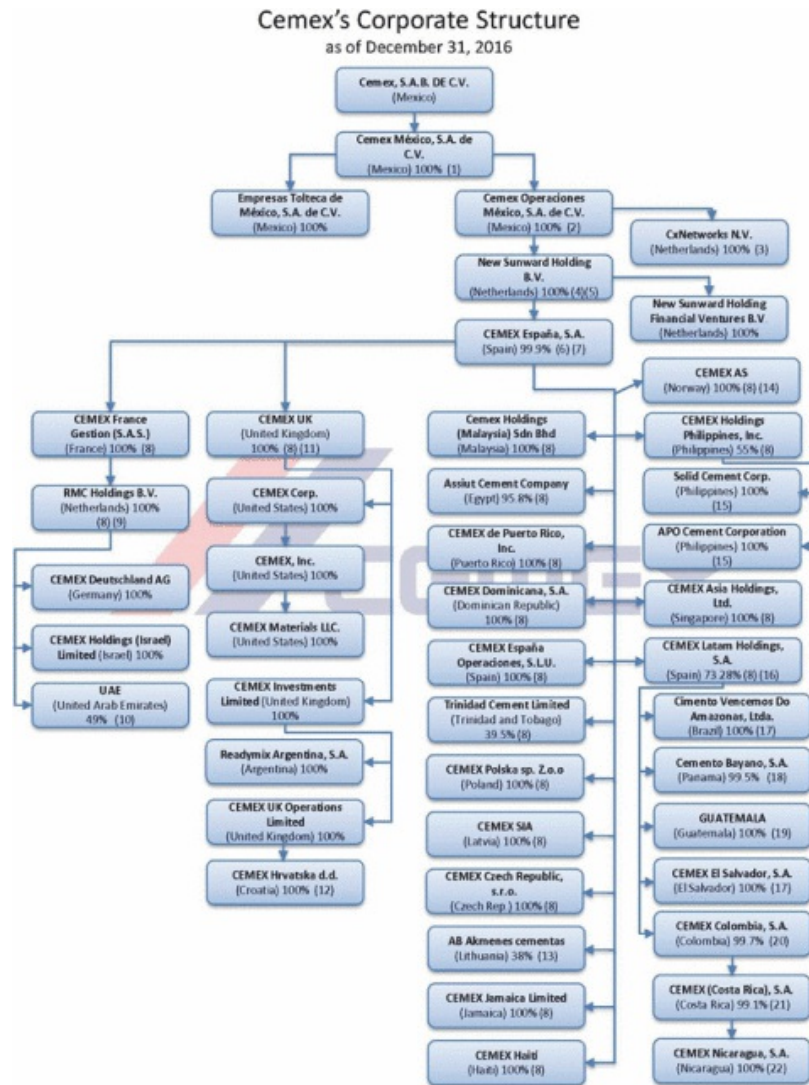 Cemex's Corporate Structure
as of December 31, 2016
Cemex, S.A.B. DE C.V.
(Mexico)
Cemex México, S.A. de
C.V.
(Mexico) 100% (1)
Empresas Tolteca de
México, S.A. de C.V.
(Mexico) 100%
Cemex Operaciones
México, S.A. de C.V.
(Mexico) 100% (2)
CxNetworks N.V.
(Netherlands) 100% (3)
New Sunward Holding
B.V.
(Netherlands) 100% (4)(5)
New Sunward Holding
Financial Ventures B.V
(Netherlands) 100%
CEMEX España, S.A.
(Spain) 99.9% (6) (7)
CEMEX AS
(Norway) 100% (8) (14)
CEMEX France
Gestion (S.A.S.)
(France) 100% (8)
RMC Holdings B.V.
(Netherlands) 100%
(8) (9)
CEMEX Deutschland AG
(Germany) 100%
CEMEX Holdings (Israel)
Limited (Israel) 100%
UAE
(United Arab Emirates)
49% (10)
CEMEX UK
(United Kingdom)
100% (8) (11)
CEMEX Corp.
(United States) 100%
CEMEX, Inc.
(United States) 100%
CEMEX Materials LLC.
(United States) 100%
CEMEX Investments
Limited (United Kingdom)
100%
Readymix Argentina, S.A.
(Argentina) 100%
CEMEX UK Operations
Limited
(United Kingdom) 100%
CEMEX Hrvatska d.d.
(Croatia) 100% (12)
Cemex Holdings
(Malaysia) Sdn Bhd
(Malaysia) 100% (8)
Assiut Cement Company
(Egypt) 95.8% (8)
CEMEX de Puerto Rico,
Inc.
(Puerto Rico) 100% (8)
CEMEX Dominicana, S.A.
(Dominican Republic)
100% (8)
CEMEX España
Operaciones, S.L.U.
(Spain) 100% (8)
Trinidad Cement Limited
(Trinidad and Tobago)
39.5% (8)
CEMEX Polska sp. Z.o.o
(Poland) 100% (8)
CEMEX SIA
(Latvia) 100% (8)
CEMEX Czech Republic,
s.r.o.
(Czech Rep.) 100% (8)
AB Akmenes cementas
(Lithuania) 38% (13)
CEMEX Jamaica Limited
(Jamaica) 100% (8)
CEMEX Haiti
(Haiti) 100% (8)
CEMEX Holdings
Philippines, Inc.
(Philippines) 55% (8)
Solid Cement Corp.
(Philippines) 100%
(15)
APO Cement Corporation
(Philippines) 100%
(15)
CEMEX Asia Holdings,
Ltd.
(Singapore) 100% (8)
CEMEX Latam Holdings,
S.A.
(Spain) 73.28% (8) (16)
Cimento Vencemos Do
Amazonas, Ltda.
(Brazil) 100% (17)
Cemento Bayano, S.A.
(Panama) 99.5% (18)
GUATEMALA
(Guatemala) 100% (19)
CEMEX El Salvador, S.A.
(El Salvador) 100% (17)
CEMEX Colombia, S.A.
(Colombia) 99.7% (20)
CEMEX (Costa Rica), S.A.
(Costa Rica) 99.1% (21)
CEMEX Nicaragua, S.A.
(Nicaragua) 100% (22)
CEMEX